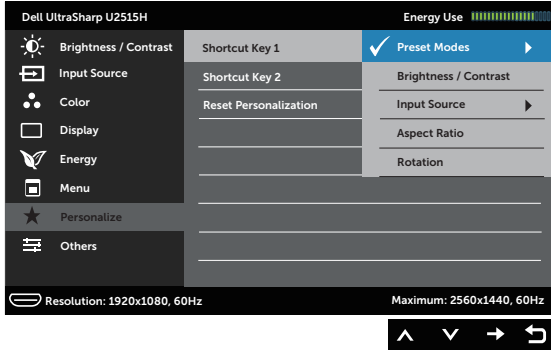 Dell UltraSharp U2515H
Energy Use
Brightness / Contrast
Input Source
Color
Display
Energy
Menu
Personalize
Others
Shortcut Key 1
Shortcut Key 2
Reset Personalization
Preset Modes
Brightness / Contrast
Input Source
Aspect Ratio
Rotation
Resolution: 1920x1080, 60Hz
Maximum: 2560x1440, 60Hz